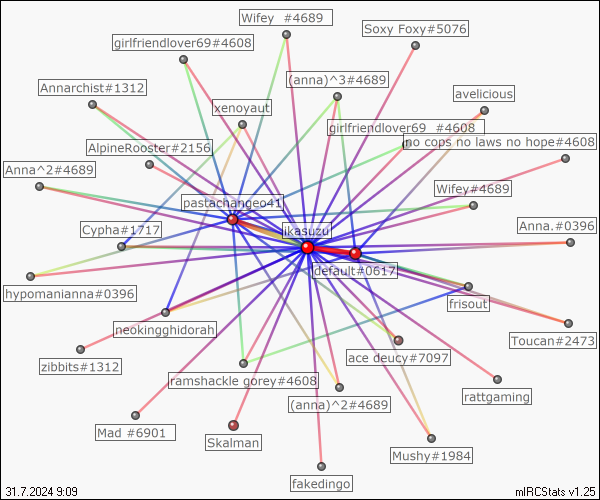 Wifey  #4689
Soxy Foxy#5076
girlfriendlover69#4608
(anna)^3#4689
Annarchist#1312
avelicious
xenoyaut
girlfriendlover69  #4608
no cops no laws no hope#4608
AlpineRooster#2156
Anna^2#4689
Wifey#4689
pastachangeo41
Anna.#0396
Cypha#1717
ikasuzu
default#0617
hypomanianna#0396
frisout
neokingghidorah
Toucan#2473
ace deucy#7097
zibbits#1312
ramshackle gorey#4608
rattgaming
(anna)^2#4689
Mad #6901
Skalman
Mushy#1984
fakedingo
31.7.2024 9:09
mIRCStats v1.25